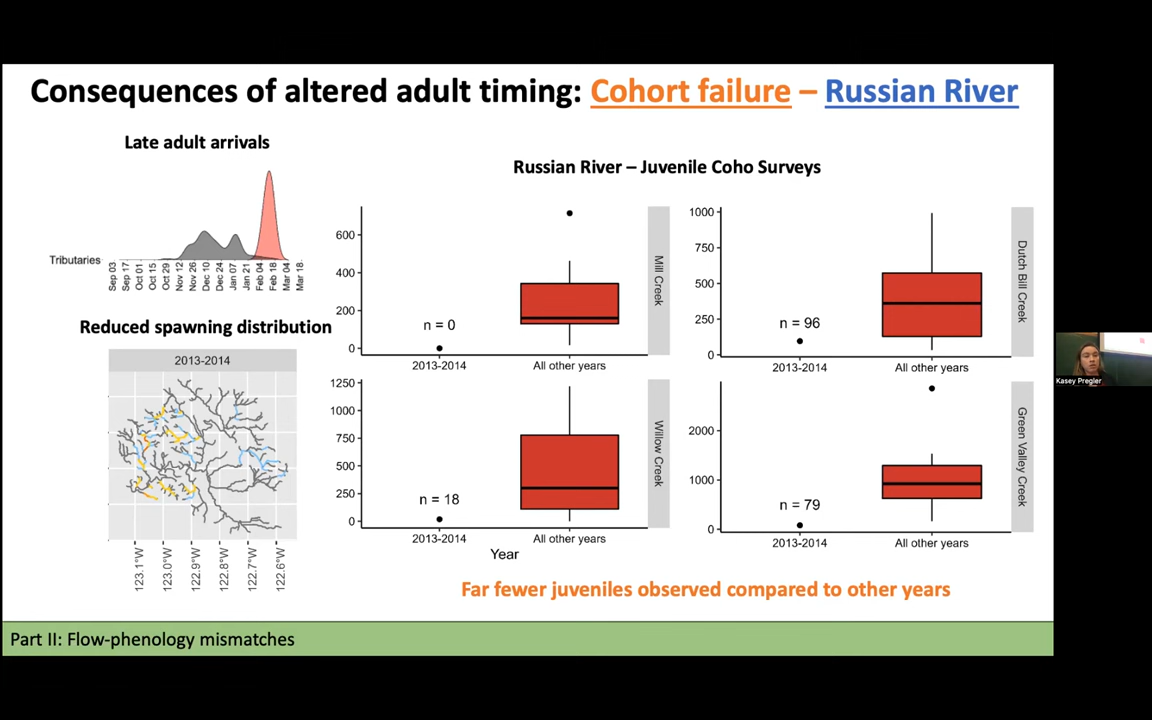 Consequences of altered adult timing: Cohort failure – Russian River
Late adult arrivals
Tributaries
Sep 03
Sep 17
Oct 01
Oct 15
Oct 29
Nov 12
Nov 26
Dec 10
Dec 24
Jan 07
Jan 21
Feb 04
Feb 18
Mar 04
Mar 18
Reduced spawning distribution
2013-2014
123.1°W
123.0°W
122.9°W
122.8°W
122.7°W
122.6°W
Russian River – Juvenile Coho Surveys
600
400
200
0
n = 0
2013-2014
All other years
Mill Creek
1000
750
500
250
0
n = 96
2013-2014
All other years
Dutch Bill Creek
1250
1000
750
500
250
0
n = 18
2013-2014
All other years
Willow Creek
2000
1000
0
n = 79
2013-2014
All other years
Green Valley Creek
Year
Far fewer juveniles observed compared to other years
Part II: Flow-phenology mismatches
Kasey Pregler